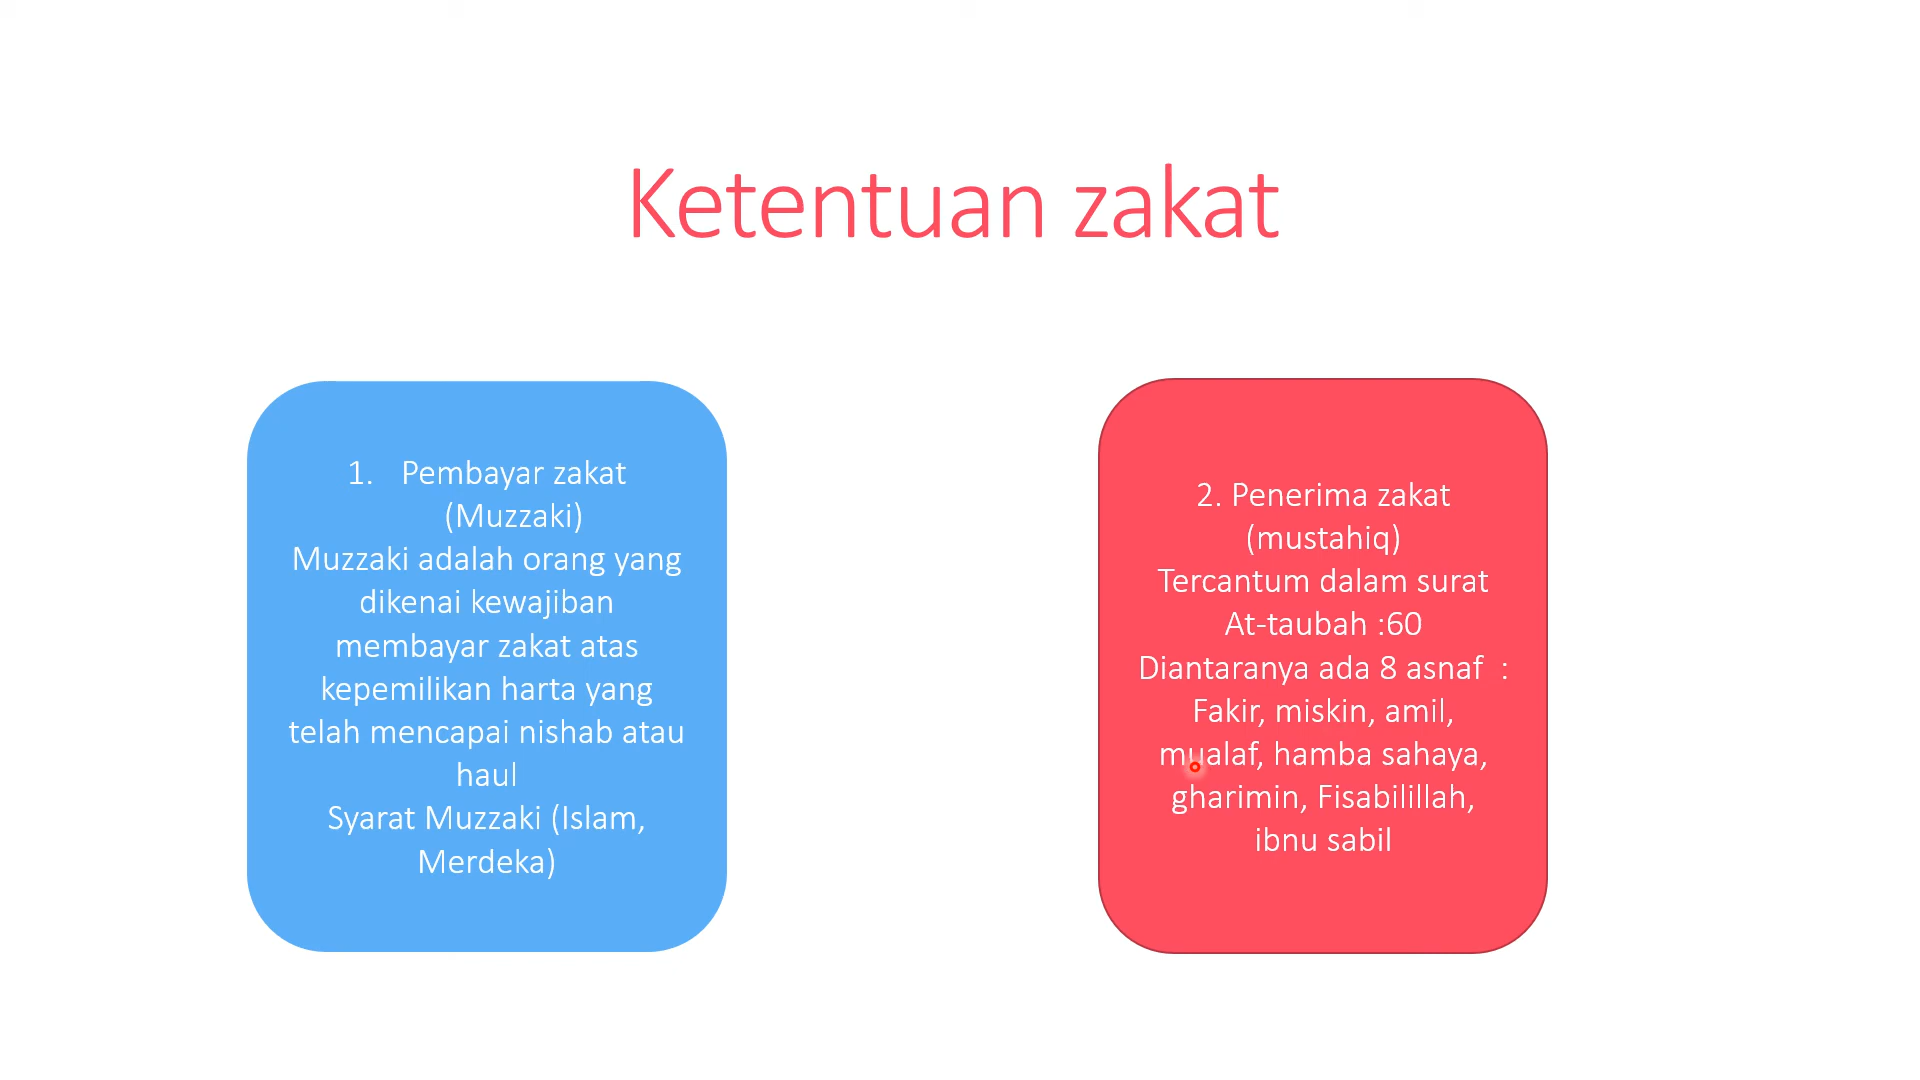 Ketentuan zakat
1. Pembayar zakat
(Muzzaki)
Muzzaki adalah orang yang
dikenai kewajiban
membayar zakat atas
kepemilikan harta yang
telah mencapai nishab atau
haul
Syarat Muzzaki (Islam,
Merdeka)
2. Penerima zakat
(mustahiq)
Tercantum dalam surat
At-taubah :60
Diantaranya ada 8 asnaf :
Fakir, miskin, amil,
mualaf, hamba sahaya,
gharimin, Fisabilillah,
ibnu sabil